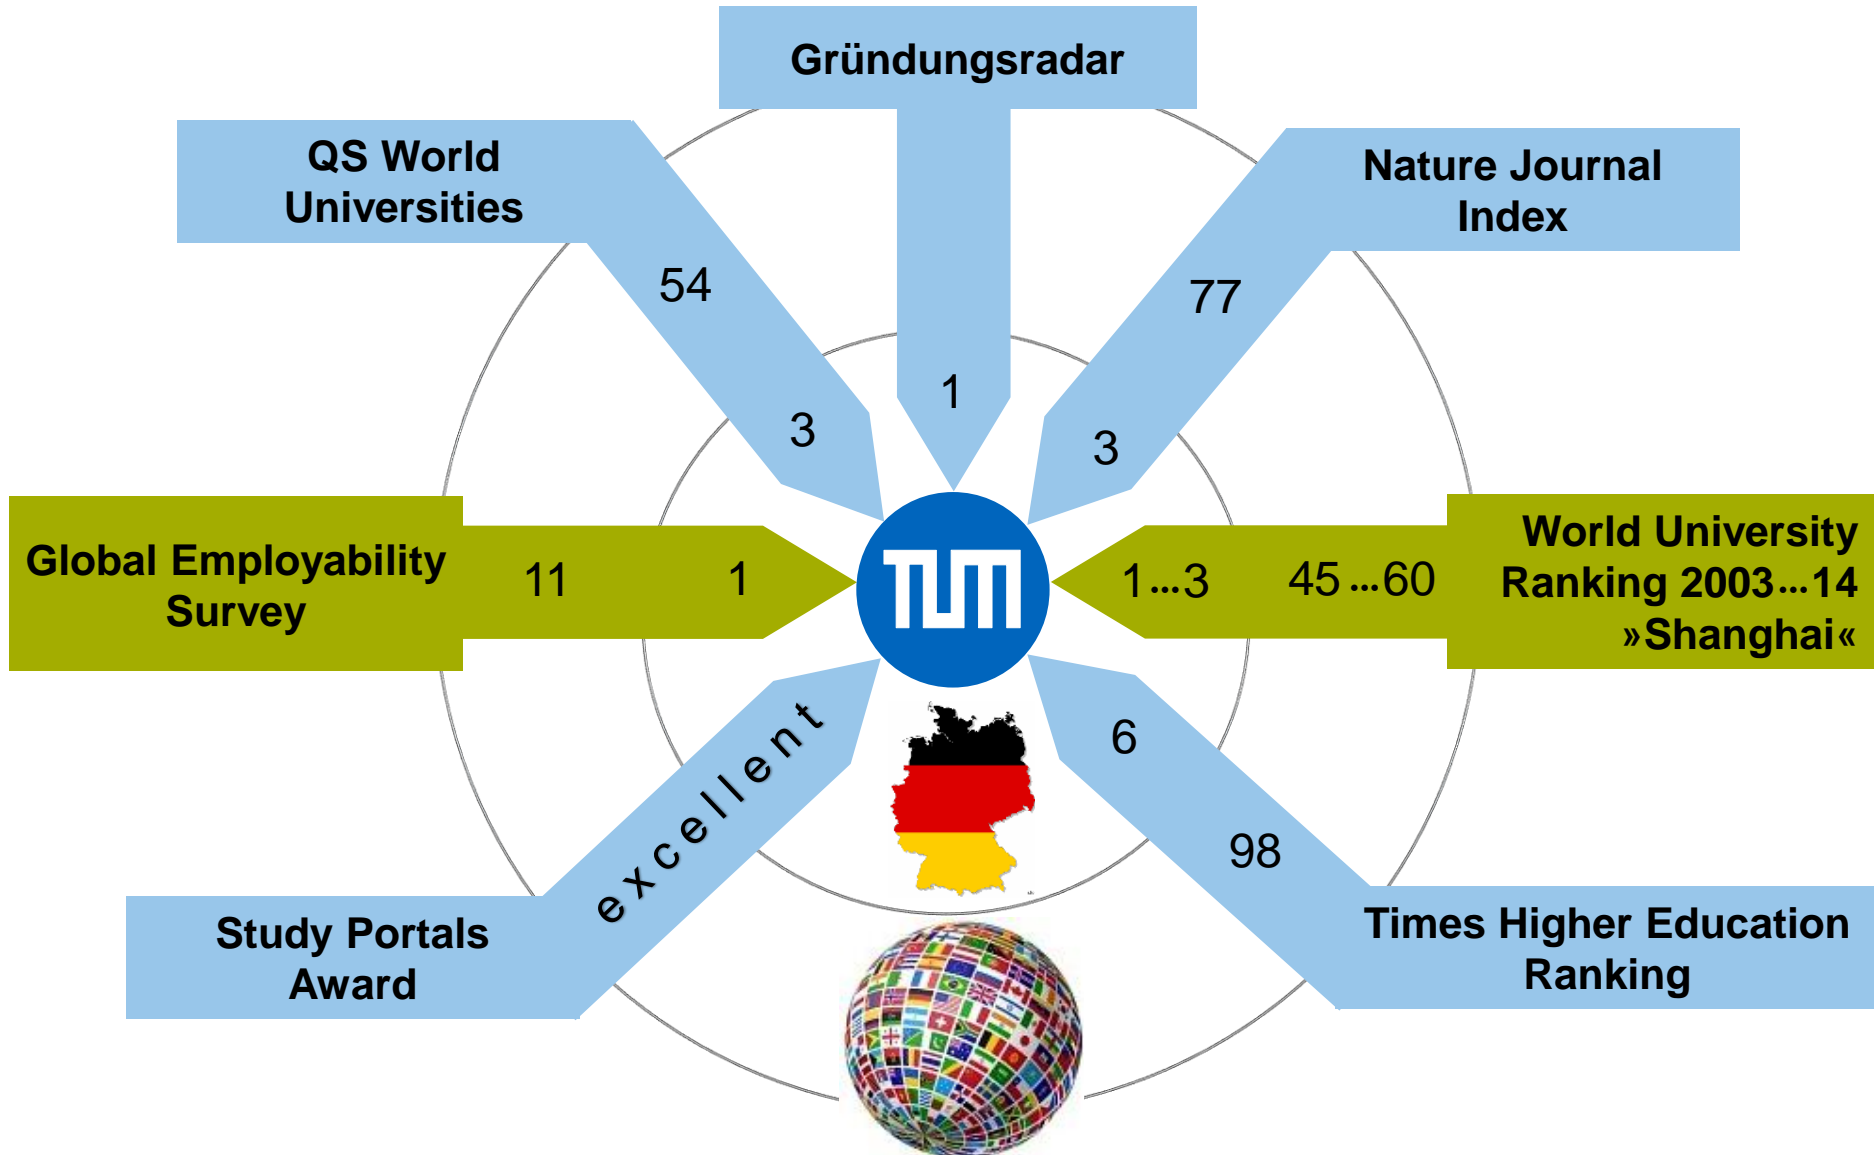 Gründungsradar
1
QS World
Universities
54
3
Nature Journal
Index
77
3
Global Employability
Survey
11
1
TUM
1...3
45...60
World University
Ranking 2003...14
»Shanghai«
excellent
Study Portals
Award
6
98
Times Higher Education
Ranking